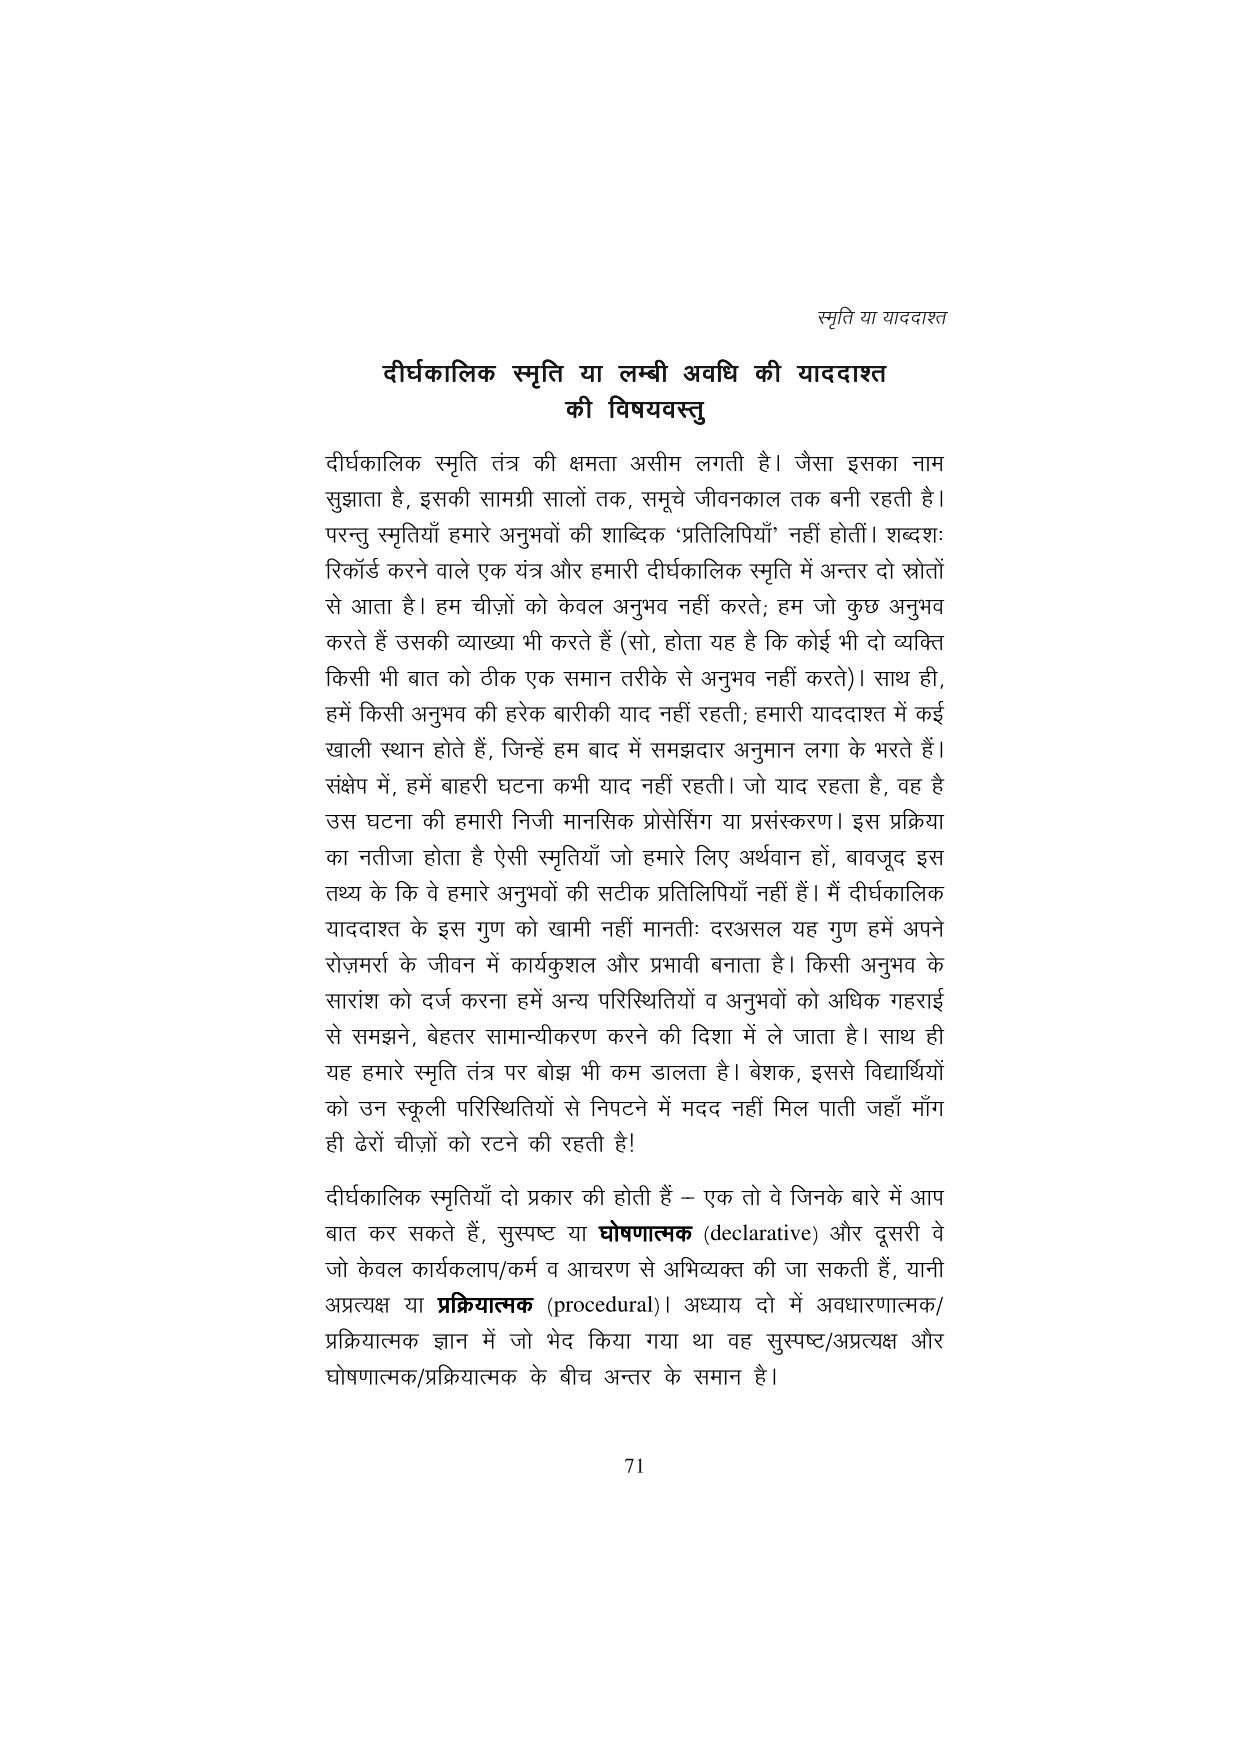 स्मृति या याददाश्त
दीर्घकालिक स्मृति या लम्बी अवधि की याददाश्त
की विषयवस्तु
दीर्घकालिक स्मृति तंत्र की क्षमता असीम लगती है। जैसा इसका नाम
सुझाता है, इसकी सामग्री सालों तक, समूचे जीवनकाल तक बनी रहती है।
परन्तु स्मृतियाँ हमारे अनुभवों की शाब्दिक ‘प्रतिलिपियाँ’ नहीं होतीं। शब्दशः
रिकॉर्ड करने वाले एक यंत्र और हमारी दीर्घकालिक स्मृति में अन्तर दो स्रोतों
से आता है। हम चीज़ों को केवल अनुभव नहीं करते; हम जो कुछ अनुभव
करते हैं उसकी व्याख्या भी करते हैं (सो, होता यह है कि कोई भी दो व्यक्ति
किसी भी बात को ठीक एक समान तरीके से अनुभव नहीं करते)। साथ ही,
हमें किसी अनुभव की हरेक बारीकी याद नहीं रहती; हमारी याददाश्त में कई
खाली स्थान होते हैं, जिन्हें हम बाद में समझदार अनुमान लगा के भरते हैं।
संक्षेप में, हमें बाहरी घटना कभी याद नहीं रहती। जो याद रहता है, वह है
उस घटना की हमारी निजी मानसिक प्रोसेसिंग या प्रसंस्करण। इस प्रक्रिया
का नतीजा होता है ऐसी स्मृतियाँ जो हमारे लिए अर्थवान हों, बावजूद इस
तथ्य के कि वे हमारे अनुभवों की सटीक प्रतिलिपियाँ नहीं हैं। मैं दीर्घकालिक
याददाश्त के इस गुण को खामी नहीं मानतीः दरअसल यह गुण हमें अपने
रोज़मर्रा के जीवन में कार्यकुशल और प्रभावी बनाता है। किसी अनुभव के
सारांश को दर्ज करना हमें अन्य परिस्थितियों व अनुभवों को अधिक गहराई
से समझने, बेहतर सामान्यीकरण करने की दिशा में ले जाता है। साथ ही
यह हमारे स्मृति तंत्र पर बोझ भी कम डालता है। बेशक, इससे विद्यार्थियों
को उन स्कूली परिस्थितियों से निपटने में मदद नहीं मिल पाती जहाँ माँग
ही ढेरों चीज़ों को रटने की रहती है!
दीर्घकालिक स्मृतियाँ दो प्रकार की होती हैं – एक तो वे जिनके बारे में आप
बात कर सकते हैं, सुस्पष्ट या घोषणात्मक (declarative) और दूसरी वे
जो केवल कार्यकलाप/कर्म व आचरण से अभिव्यक्त की जा सकती हैं, यानी
अप्रत्यक्ष या प्रक्रियात्मक (procedural)। अध्याय दो में अवधारणात्मक/
प्रक्रियात्मक ज्ञान में जो भेद किया गया था वह सुस्पष्ट/अप्रत्यक्ष और
घोषणात्मक/प्रक्रियात्मक के बीच अन्तर के समान है।
71